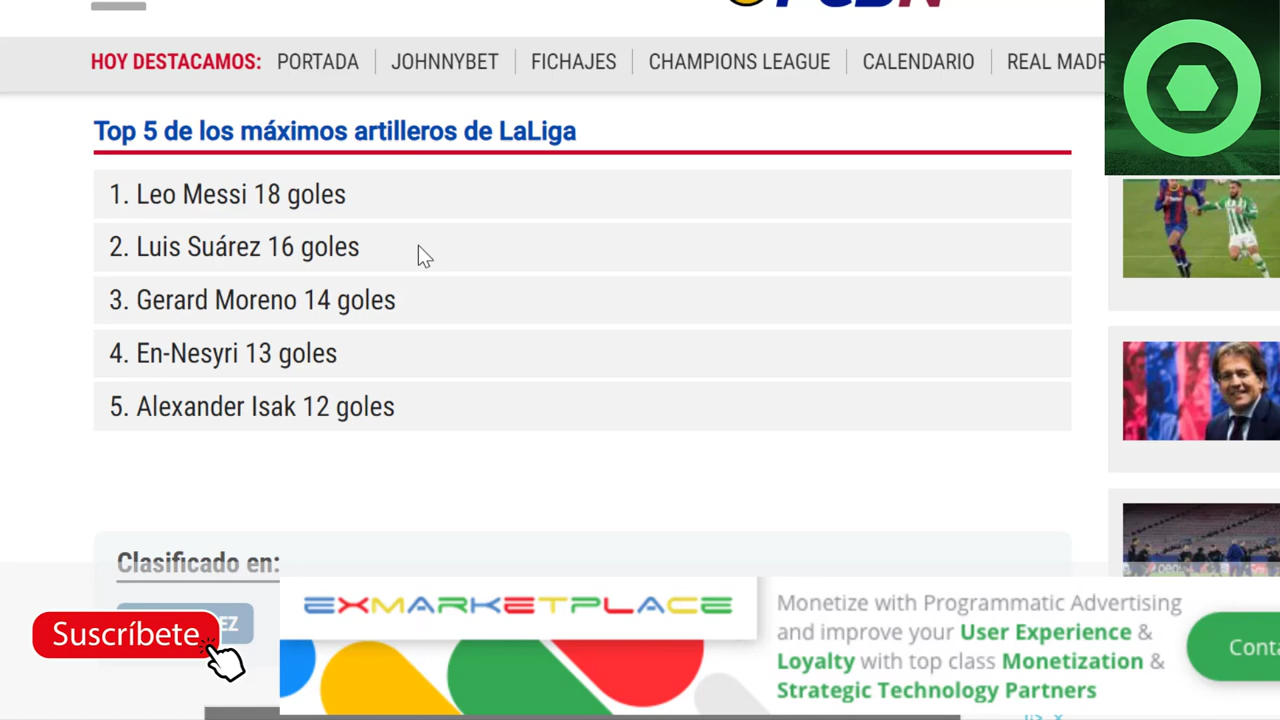 HOY DESTACAMOS: PORTADA JOHNNYBET FICHAJES CHAMPIONS LEAGUE CALENDARIO REAL MADR
Top 5 de los máximos artilleros de LaLiga
1. Leo Messi 18 goles
2. Luis Suárez 16 goles
3. Gerard Moreno 14 goles
4. En-Nesyri 13 goles
5. Alexander Isak 12 goles
Clasificado en:
Suscríbete
EXMARKETPLACE
Monetize with Programmatic Advertising
and improve your User Experience &
Loyalty with top class Monetization &
Strategic Technology Partners
Conta